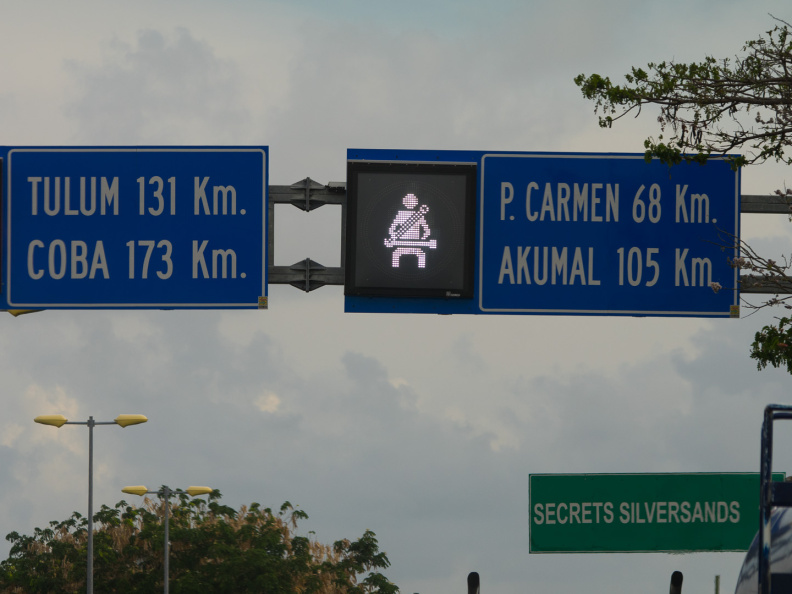 TULUM 131 Km.
COBA 173 Km.
P. CARMEN 68 Km.
AKUMAL 105 Km.
SECRETS SILVERSANDS